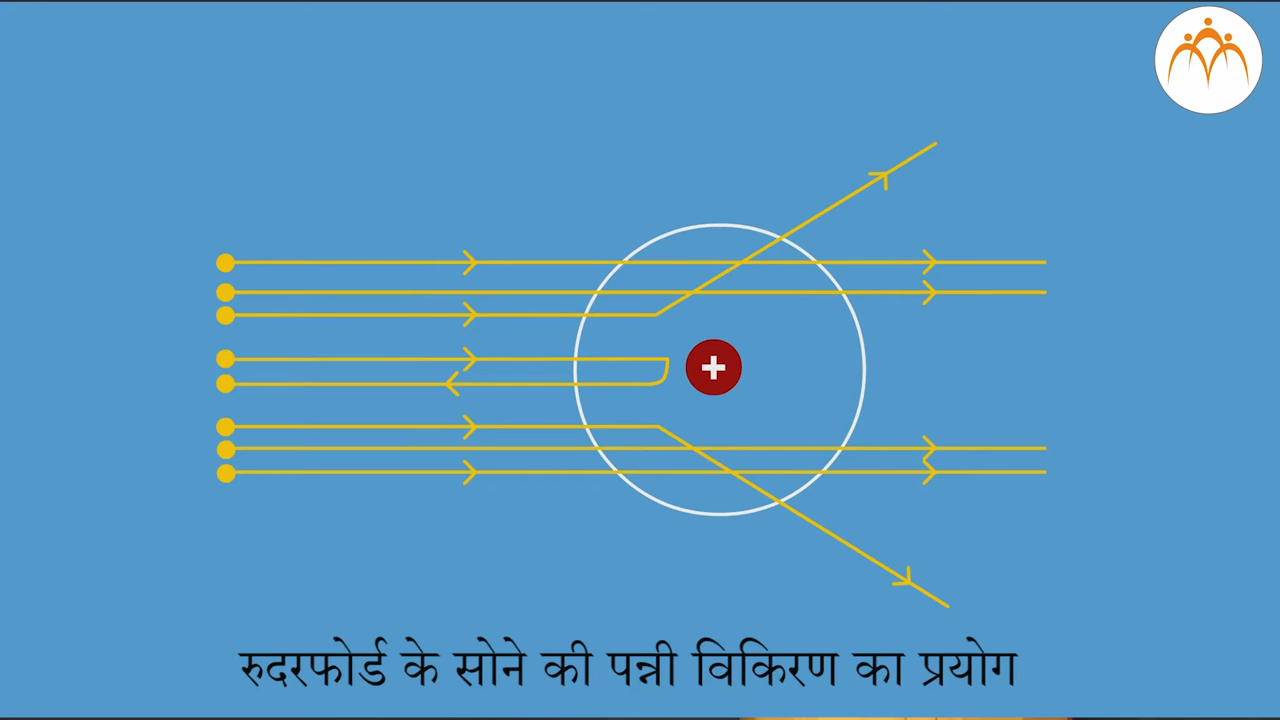 रुदरफोर्ड के सोने की पन्नी विकिरण का प्रयोग